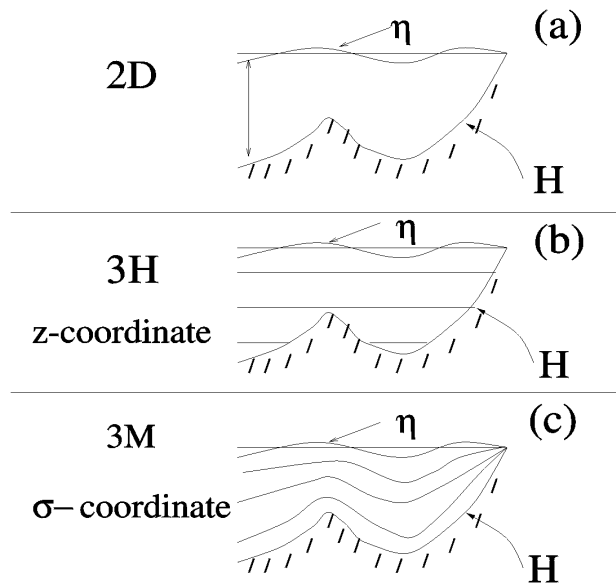 (a)
η
2D
H
(b)
η
3H
z-coordinate
H
(c)
η
3M
σ- coordinate
H